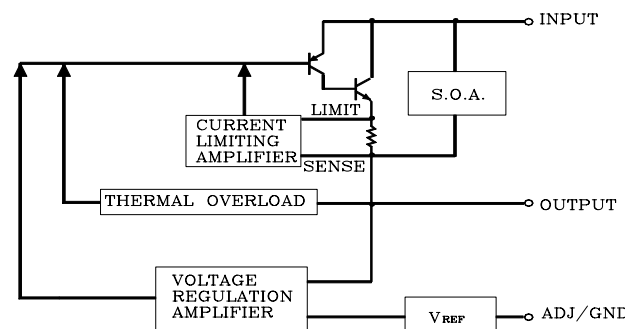 INPUT
S.O.A.
LIMIT
CURRENT
LIMITING
AMPLIFIER
SENSE
THERMAL OVERLOAD
OUTPUT
VOLTAGE
REGULATION
AMPLIFIER
VREF
ADJ/GND